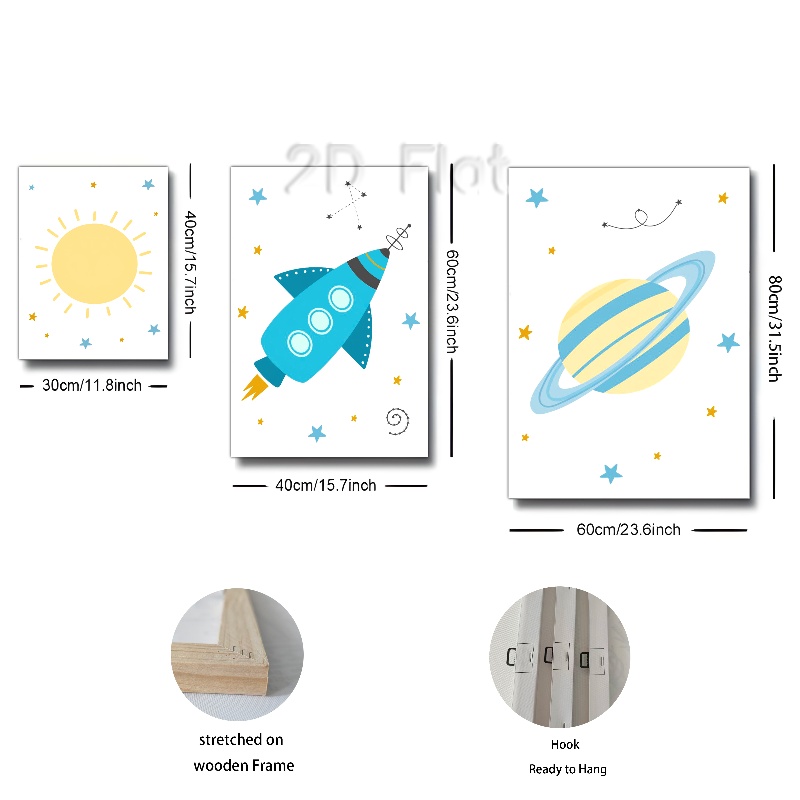 2D Flat
40cm/15.7inch
30cm/11.8inch
60cm/23.6inch
40cm/15.7inch
80cm/31.5inch
60cm/23.6inch
stretched on
wooden Frame
Hook
Ready to Hang